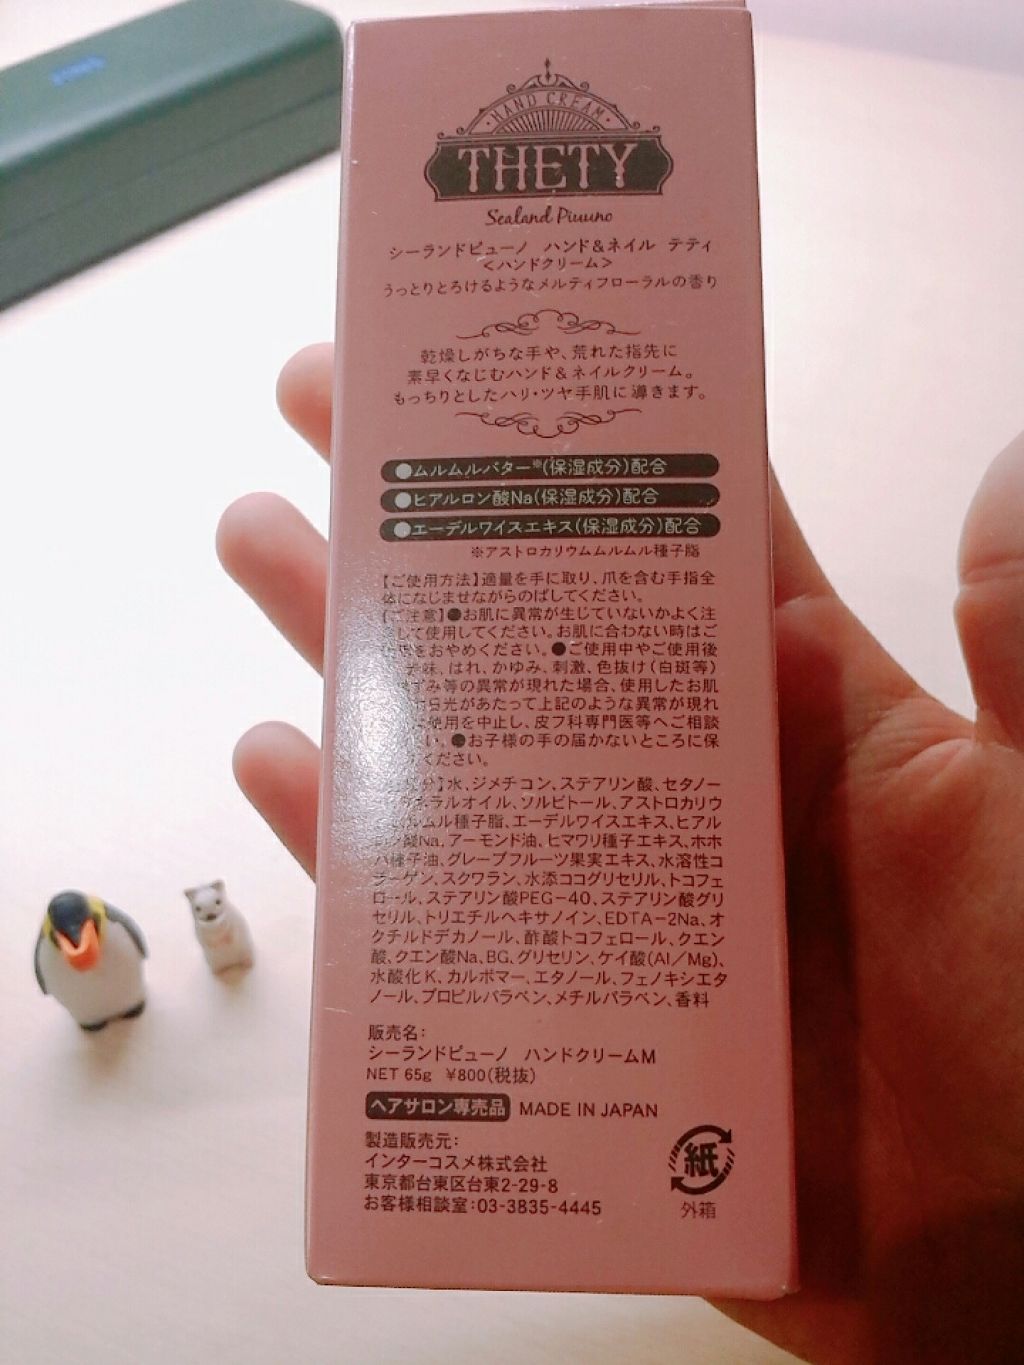 HAND CREAM
THETY
Sealand Piuuno
シーランドピューノ ハンド&ネイル テティ
<ハンドクリーム>
うっとりとろけるようなメルティフローラルの香り
乾燥しがちな手や、荒れた指先に
素早くなじむハンド&ネイルクリーム。
もっちりとしたハリ・ツヤ手肌に導きます。
●ムルムルバター※(保湿成分)配合
●ヒアルロン酸Na(保湿成分)配合
●エーデルワイスエキス(保湿成分)配合
※アストロカリウムムルムル種子脂
【ご使用方法】適量を手に取り、爪を含む手指全
体になじませながらのばしてください。
【ご注意】●お肌に異常が生じていないかよく注
して使用してください。お肌に合わない時はご
をおやめください。●ご使用中やご使用後
味、はれ、かゆみ、刺激、色抜け(白斑等)
ずみ等の異常が現れた場合、使用したお肌
日光があたって上記のような異常が現れ
は使用を中止し、皮フ科専門医等へご相談
い。●お子様の手の届かないところに保
ください。
分】水、ジメチコン、ステアリン酸、セタノー
ネラルオイル、ソルビトール、アストロカリウ
ムルム種子脂、エーデルワイスエキス、ヒアル
ン酸Na、アーモンド油、ヒマワリ種子エキス、ホホ
バ種子油、グレープフルーツ果実エキス、水溶性コ
ラーゲン、スクワラン、水添ココグリセリル、トコフェ
ロール、ステアリン酸PEG-40、ステアリン酸グリ
セリル、トリエチルヘキサノイン、EDTA-2Na、オ
クチルドデカノール、酢酸トコフェロール、クエン
酸、クエン酸Na、BG、グリセリン、ケイ酸(Al/Mg)、
水酸化K、カルボマー、エタノール、フェノキシエタ
ノール、プロピルパラベン、メチルパラベン、香料
販売名:
シーランドピューノ ハンドクリームM
NET 65g ¥800(税抜)
ヘアサロン専売品 MADE IN JAPAN
製造販売元:
インターコスメ株式会社
東京都台東区台東2-29-8
お客様相談室:03-3835-4445
紙
外箱